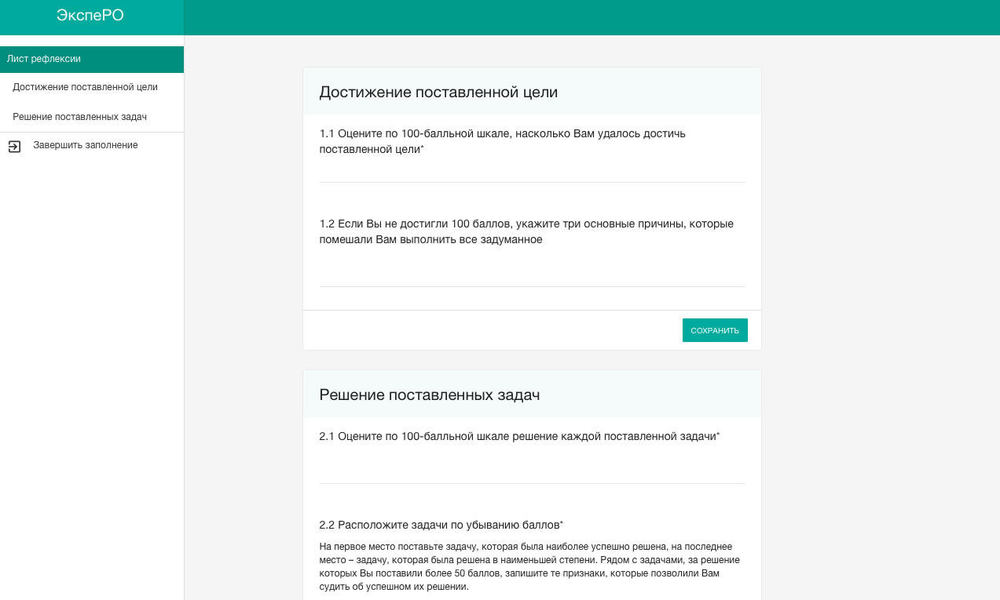 ЭкспеРО
Лист рефлексии
Достижение поставленной цели
Решение поставленных задач
Завершить заполнение
Достижение поставленной цели
1.1 Оцените по 100-балльной шкале, насколько Вам удалось достичь
поставленной цели*
1.2 Если Вы не достигли 100 баллов, укажите три основные причины, которые
помешали Вам выполнить все задуманное
СОХРАНИТЬ
Решение поставленных задач
2.1 Оцените по 100-балльной шкале решение каждой поставленной задачи*
2.2 Расположите задачи по убыванию баллов*
На первое место поставьте задачу, которая была наиболее успешно решена, на последнее
место – задачу, которая была решена в наименьшей степени. Рядом с задачами, за решение
которых Вы поставили более 50 баллов, запишите те признаки, которые позволили Вам
судить об успешном их решении.